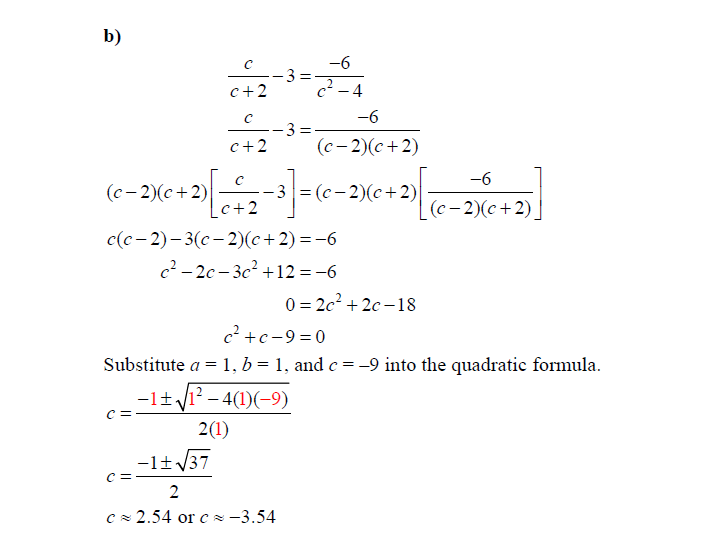 b)
c/(c+2) − 3 = −6/(c² − 4)
c/(c+2) − 3 = −6/((c−2)(c+2))
(c−2)(c+2)[c/(c+2) − 3] = (c−2)(c+2)[−6/((c−2)(c+2))]
c(c−2) − 3(c−2)(c+2) = −6
c² − 2c − 3c² + 12 = −6
0 = 2c² + 2c − 18
c² + c − 9 = 0
Substitute a = 1, b = 1, and c = –9 into the quadratic formula.
c = (−1 ± √(1² − 4(1)(−9)))/(2(1))
c = (−1 ± √37)/2
c ≈ 2.54 or c ≈ −3.54